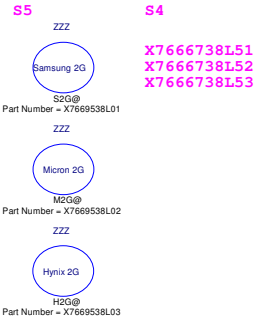 S5 S4
ZZZ
Samsung 2G
S2G@
Part Number = X7669538L01
X7666738L51
X7666738L52
X7666738L53
ZZZ
Micron 2G
M2G@
Part Number = X7669538L02
ZZZ
Hynix 2G
H2G@
Part Number = X7669538L03